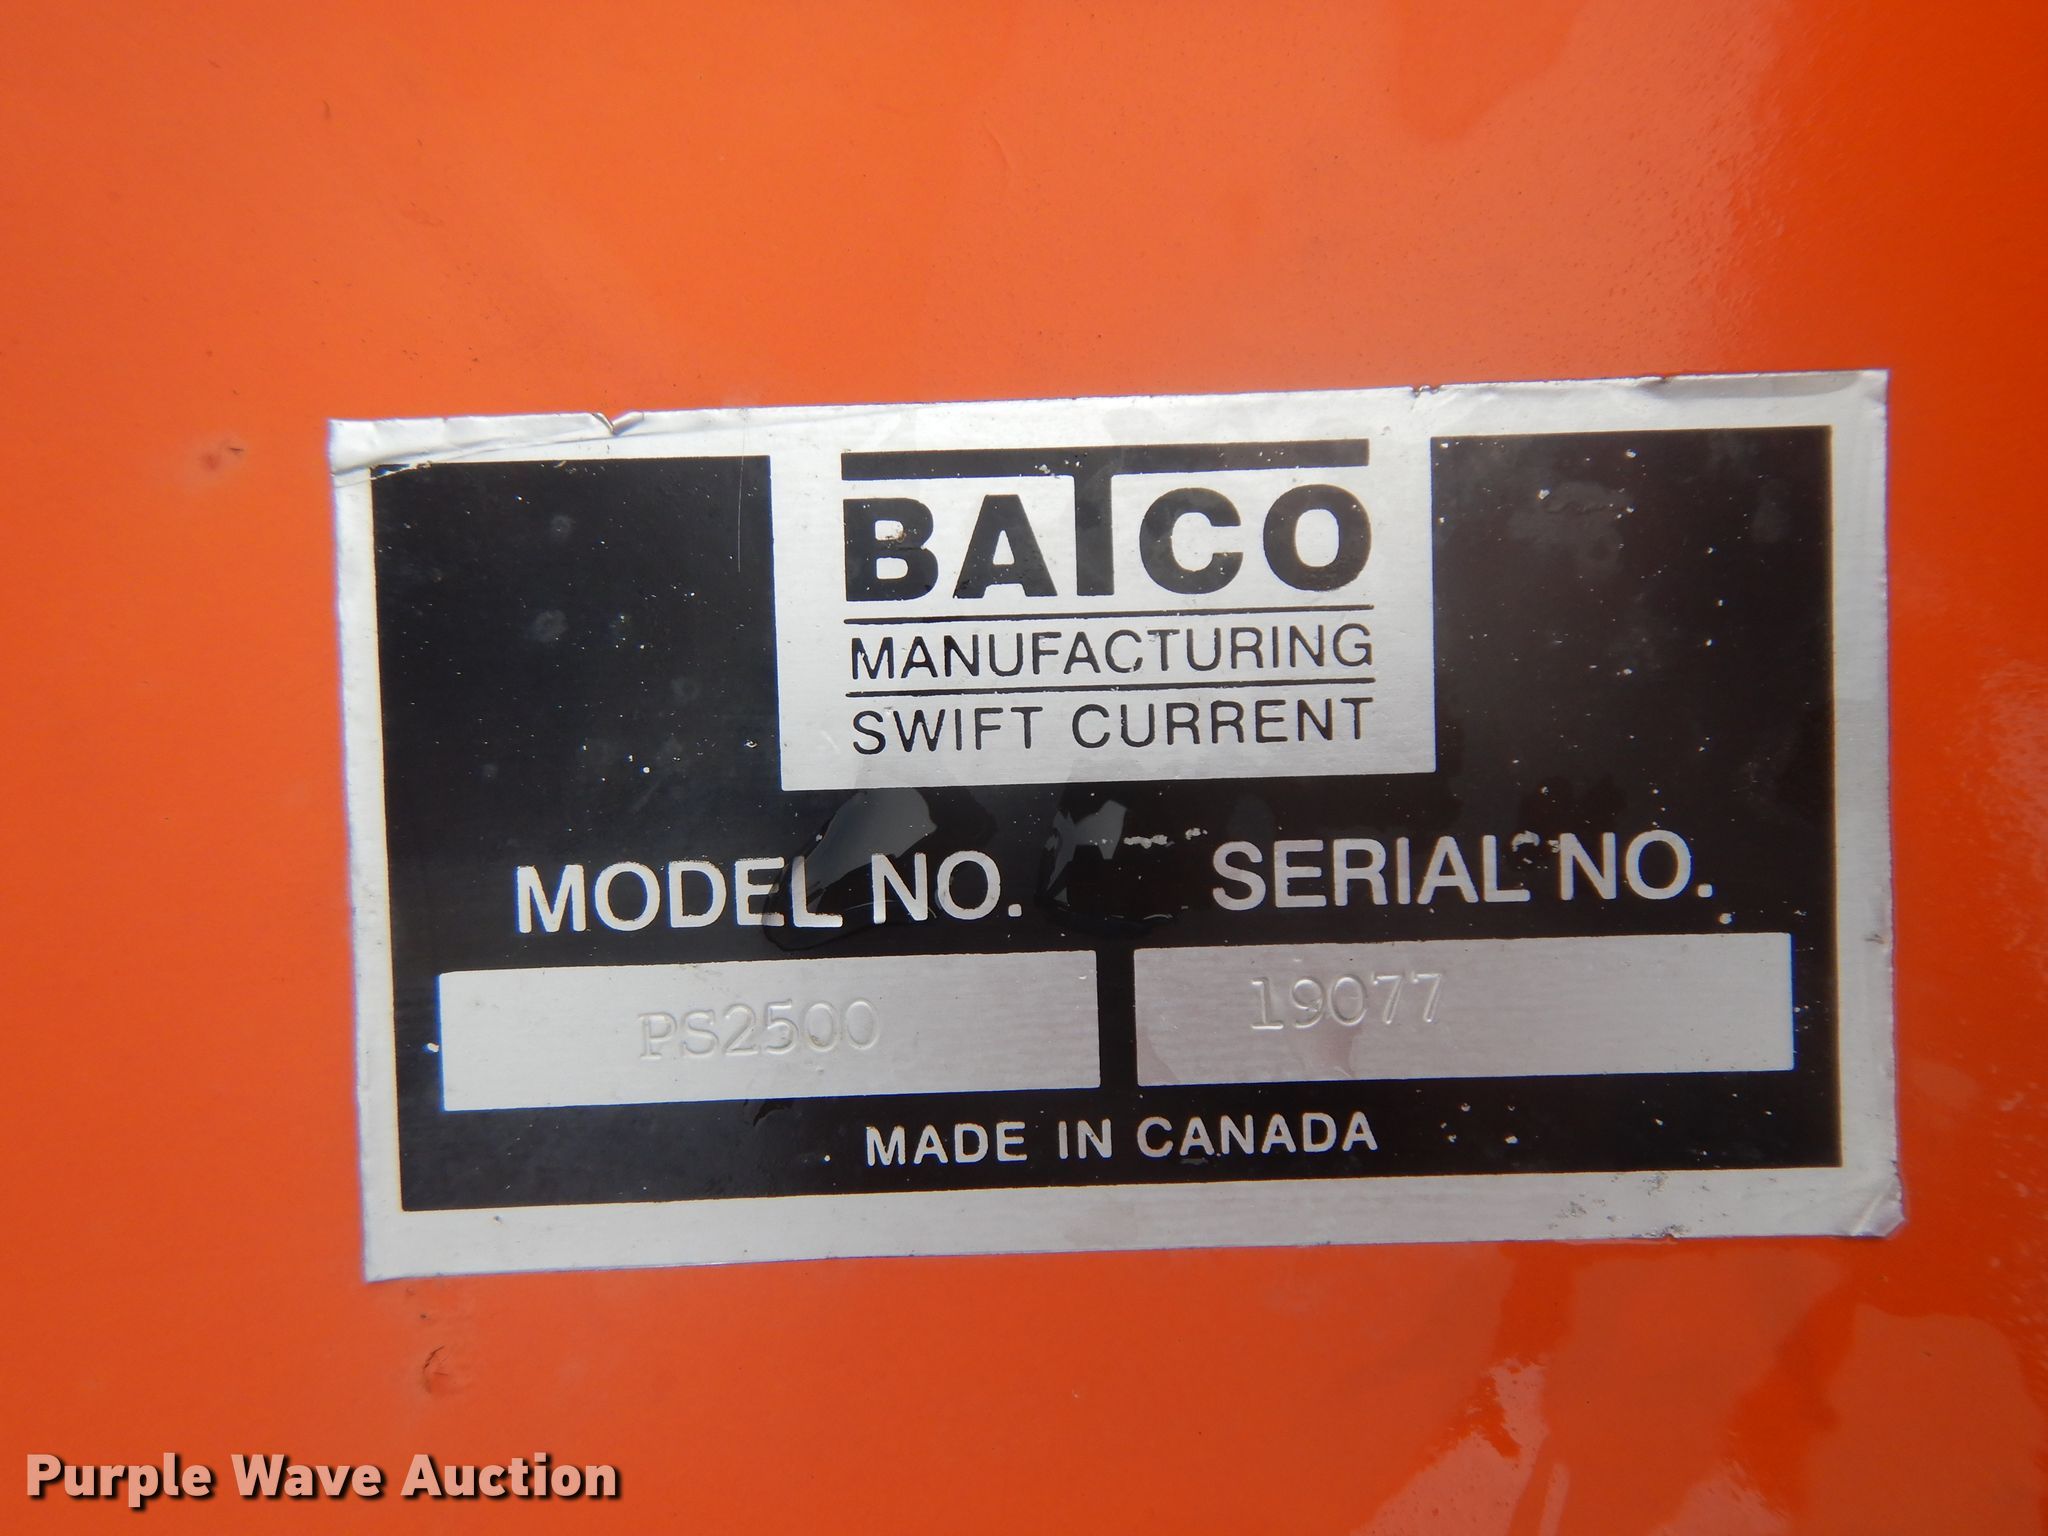 BATCO
MANUFACTURING
SWIFT CURRENT
MODEL NO. SERIAL NO.
PS2500 19077
MADE IN CANADA
Purple Wave Auction